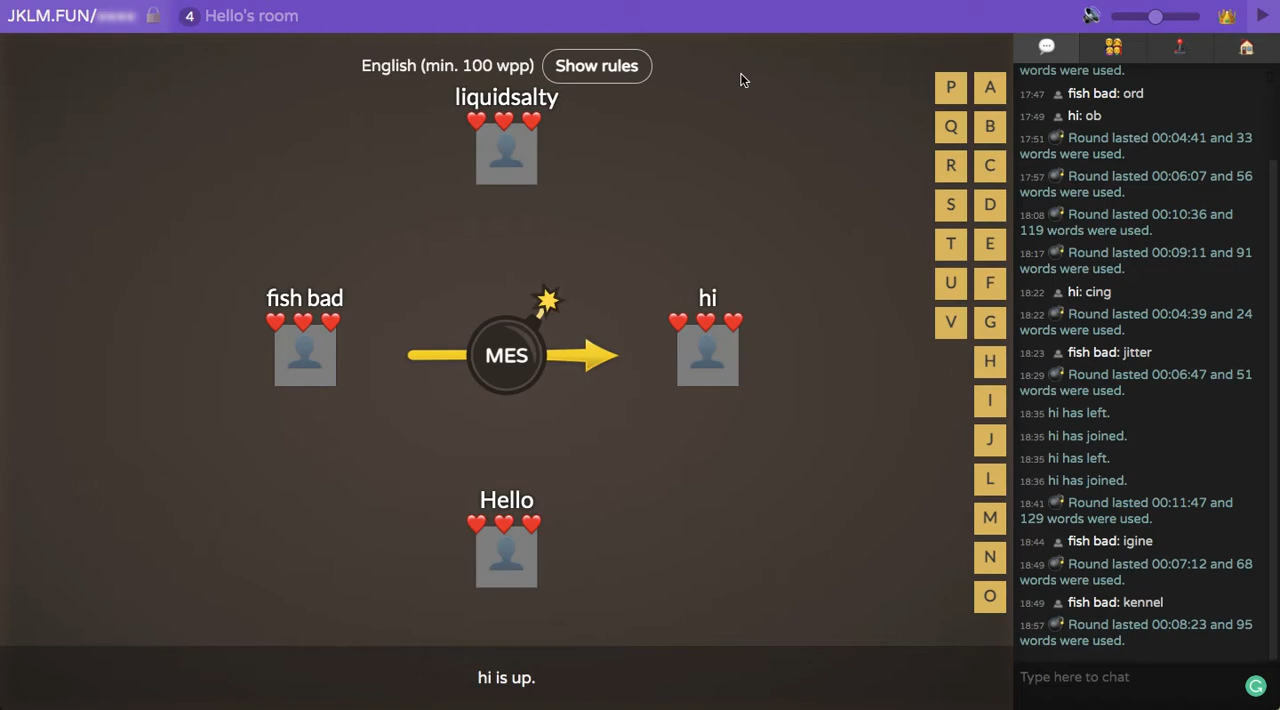 JKLM.FUN/
4 Hello's room
English (min. 100 wpp) Show rules
liquidsalty
fish bad
hi
MES
Hello
hi is up.
P A
Q B
R C
S D
T E
U F
V G
H
I
J
L
M
N
O
words were used.
17:47 fish bad: ord
17:49 hi: ob
17:51 Round lasted 00:04:41 and 33
words were used.
17:57 Round lasted 00:06:07 and 56
words were used.
18:08 Round lasted 00:10:36 and
119 words were used.
18:17 Round lasted 00:09:11 and 91
words were used.
18:22 hi: cing
18:22 Round lasted 00:04:39 and 24
words were used.
18:23 fish bad: jitter
18:29 Round lasted 00:06:47 and 51
words were used.
18:35 hi has left.
18:35 hi has joined.
18:35 hi has left.
18:36 hi has joined.
18:41 Round lasted 00:11:47 and
129 words were used.
18:44 fish bad: igine
18:49 Round lasted 00:07:12 and 68
words were used.
18:49 fish bad: kennel
18:57 Round lasted 00:08:23 and 95
words were used.
Type here to chat